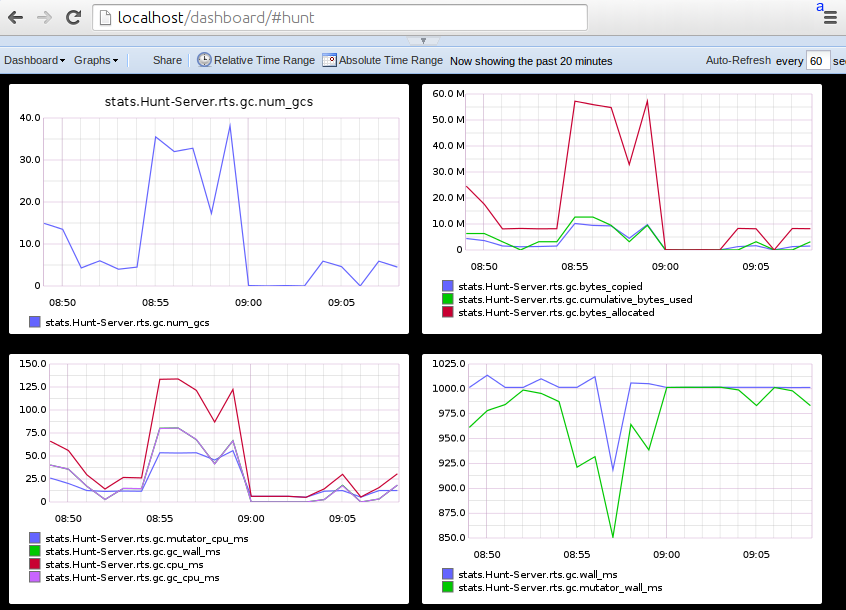 a
localhost/dashboard/#hunt
Dashboard Graphs Share Relative Time Range Absolute Time Range Now showing the past 20 minutes Auto-Refresh every 60 sec
stats.Hunt-Server.rts.gc.num_gcs
40.0
30.0
20.0
10.0
0
08:50 08:55 09:00 09:05
stats.Hunt-Server.rts.gc.num_gcs
60.0 M
50.0 M
40.0 M
30.0 M
20.0 M
10.0 M
0
08:50 08:55 09:00 09:05
stats.Hunt-Server.rts.gc.bytes_copied
stats.Hunt-Server.rts.gc.cumulative_bytes_used
stats.Hunt-Server.rts.gc.bytes_allocated
150.0
125.0
100.0
75.0
50.0
25.0
0
08:50 08:55 09:00 09:05
stats.Hunt-Server.rts.gc.mutator_cpu_ms
stats.Hunt-Server.rts.gc.gc_wall_ms
stats.Hunt-Server.rts.gc.cpu_ms
stats.Hunt-Server.rts.gc.gc_cpu_ms
1025.0
1000.0
975.0
950.0
925.0
900.0
875.0
850.0
08:50 08:55 09:00 09:05
stats.Hunt-Server.rts.gc.wall_ms
stats.Hunt-Server.rts.gc.mutator_wall_ms